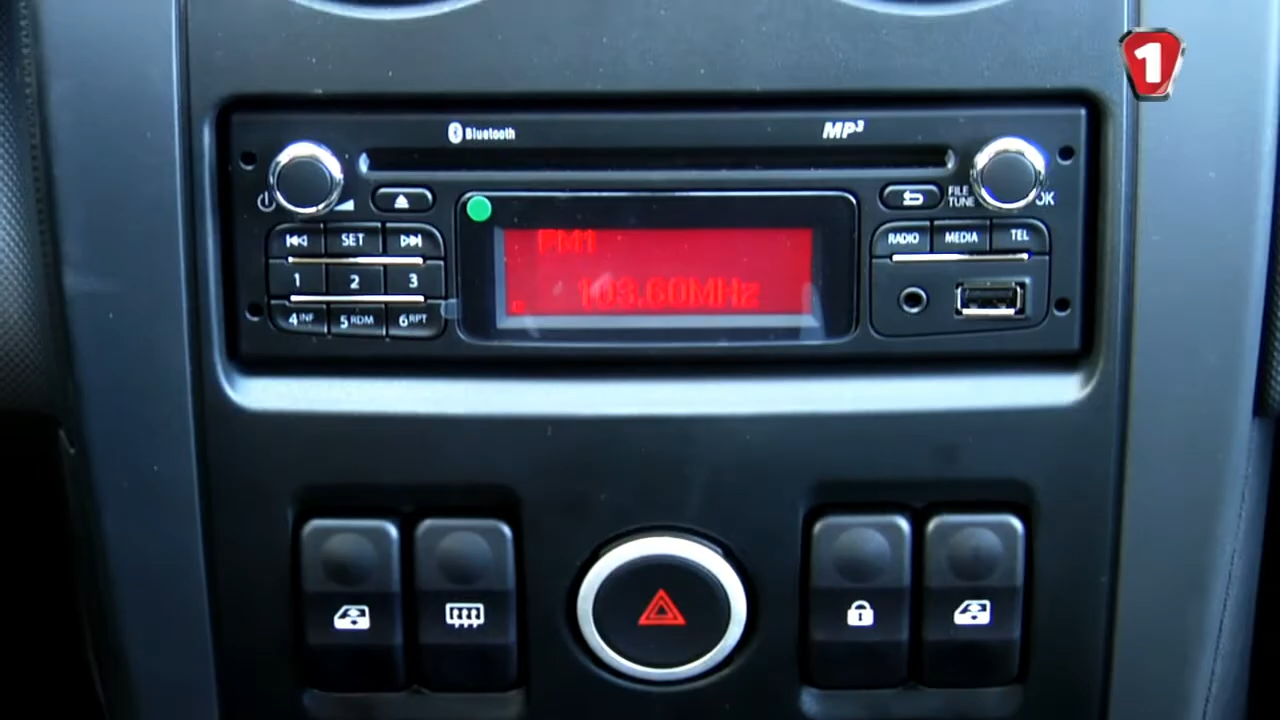 1
Bluetooth
MP3
FILE
TUNE
OK
SET
RADIO
MEDIA
TEL
FM1
1
2
3
103.60MHz
4 INF
5 RDM
6 RPT